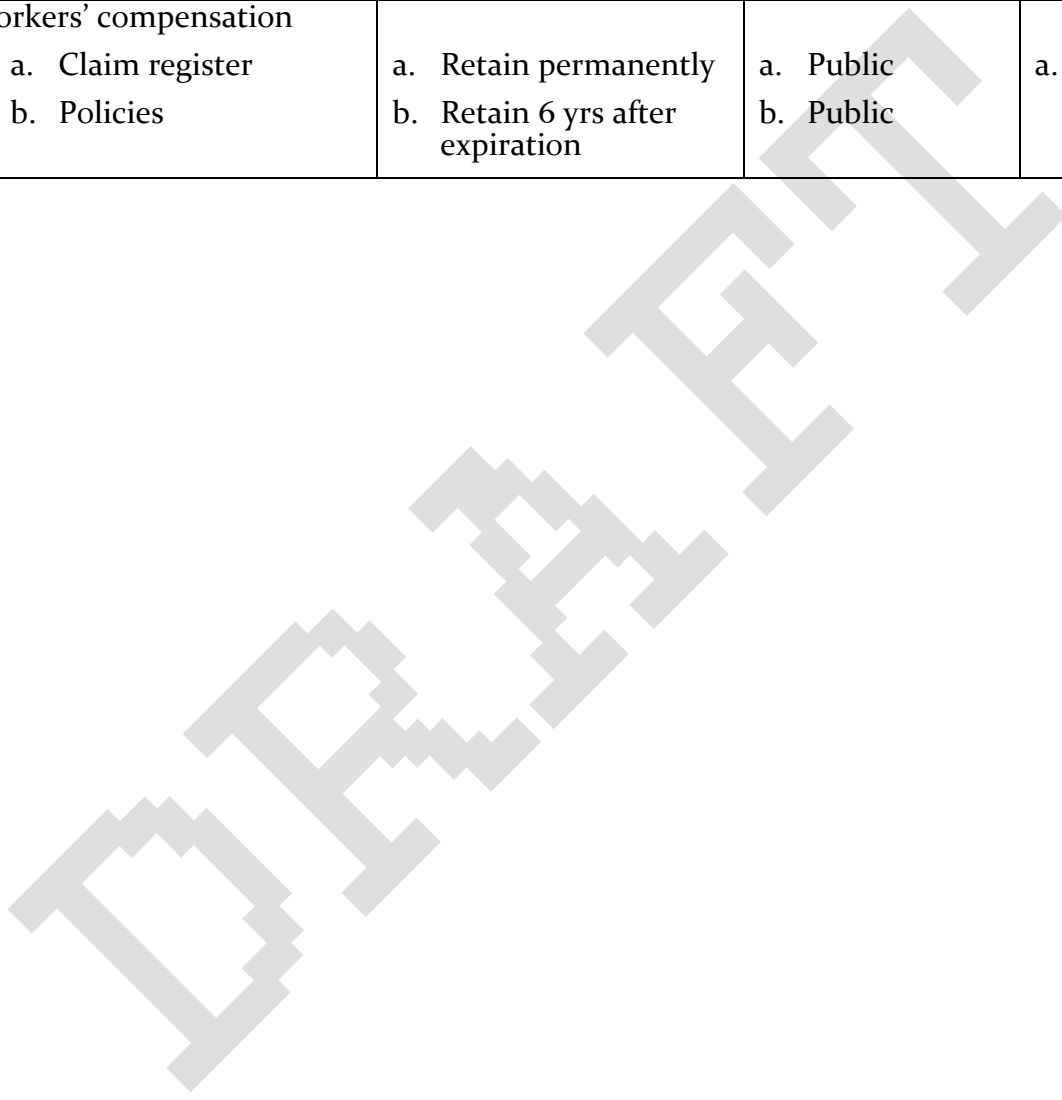 orkers' compensation
a. Claim register a. Retain permanently a. Public a.
b. Policies b. Retain 6 yrs after b. Public
expiration
DRAFT